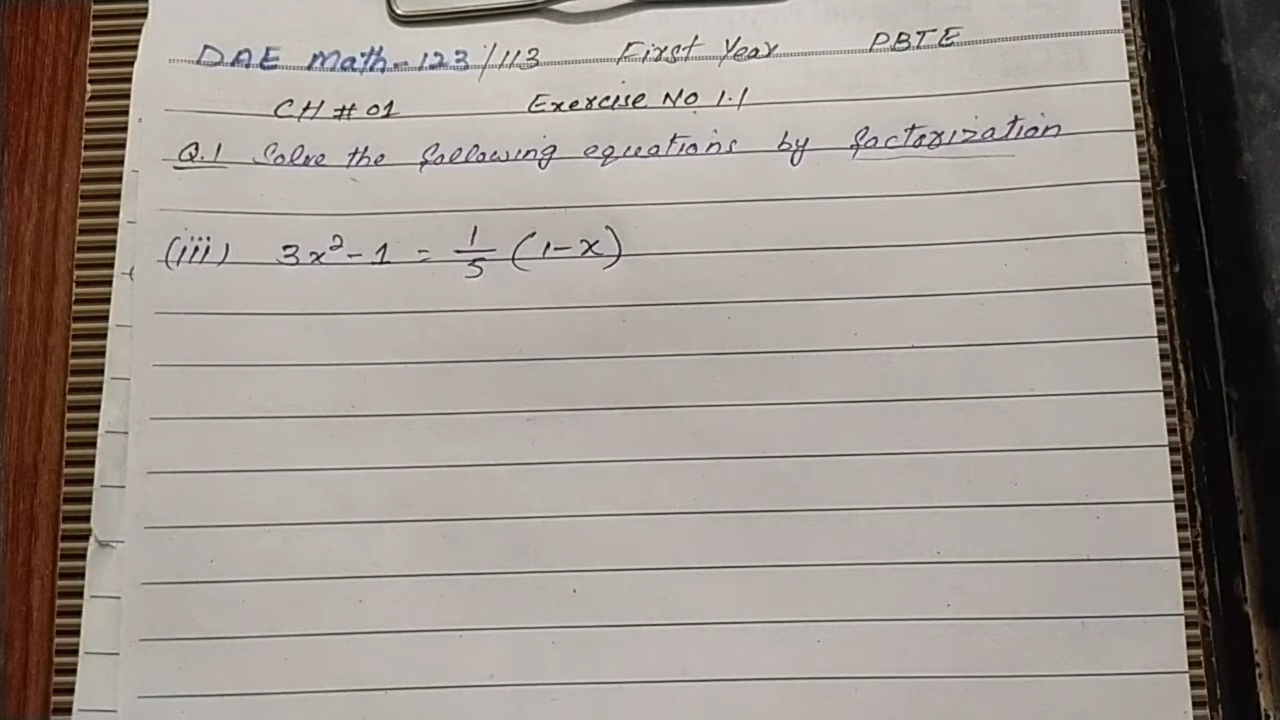 DAE Math-123/113 First Year PBTE
CH # 01 Exercise No 1.1
Q.1 Solve the following equations by factorization
(iii) 3x² - 1 = 1/5 (1-x)